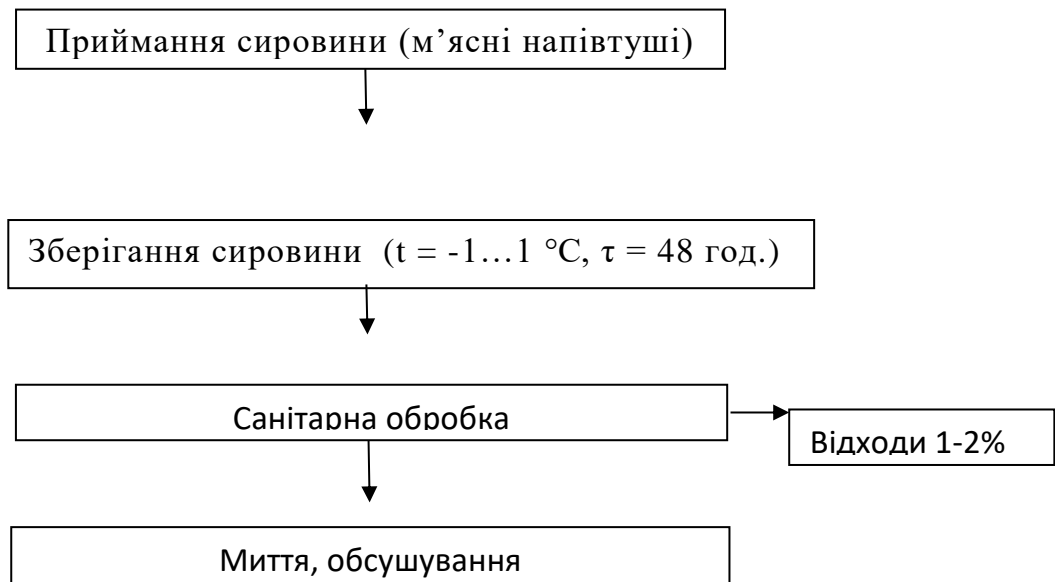 Приймання сировини (м’ясні напівтуші)
Зберігання сировини (t = -1…1 °C, τ = 48 год.)
Санітарна обробка
Відходи 1-2%
Миття, обсушування